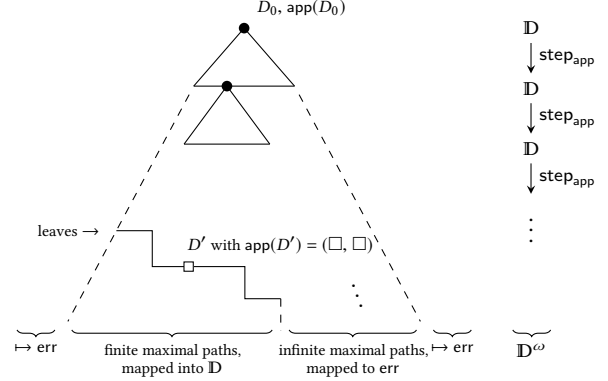 D₀, app(D₀)
𝔻
step_app
𝔻
step_app
𝔻
step_app
⋮
leaves →
D′ with app(D′) = (□, □)
⋱
↦ err
finite maximal paths,
mapped into 𝔻
infinite maximal paths,
mapped to err
↦ err
𝔻^ω